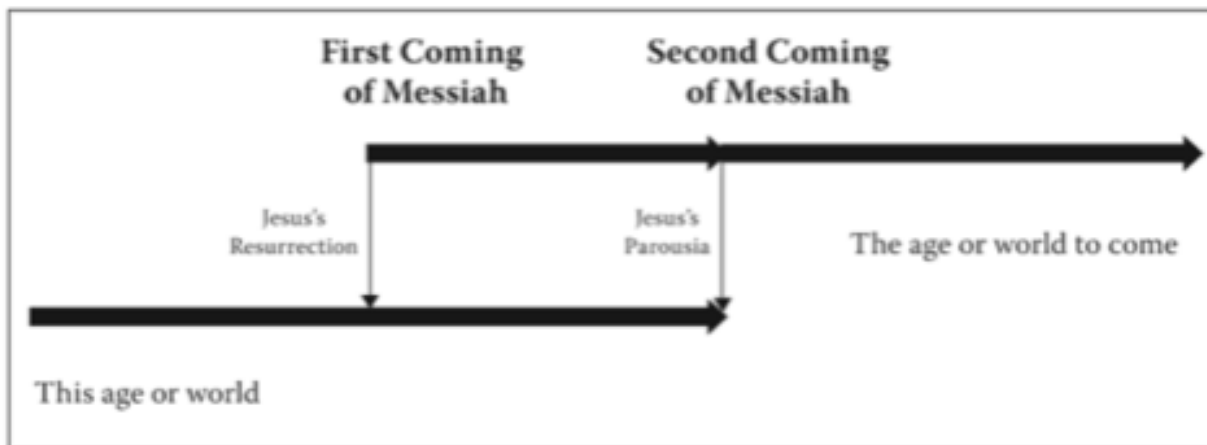 First Coming
of Messiah
Second Coming
of Messiah
Jesus's
Resurrection
Jesus's
Parousia
The age or world to come
This age or world